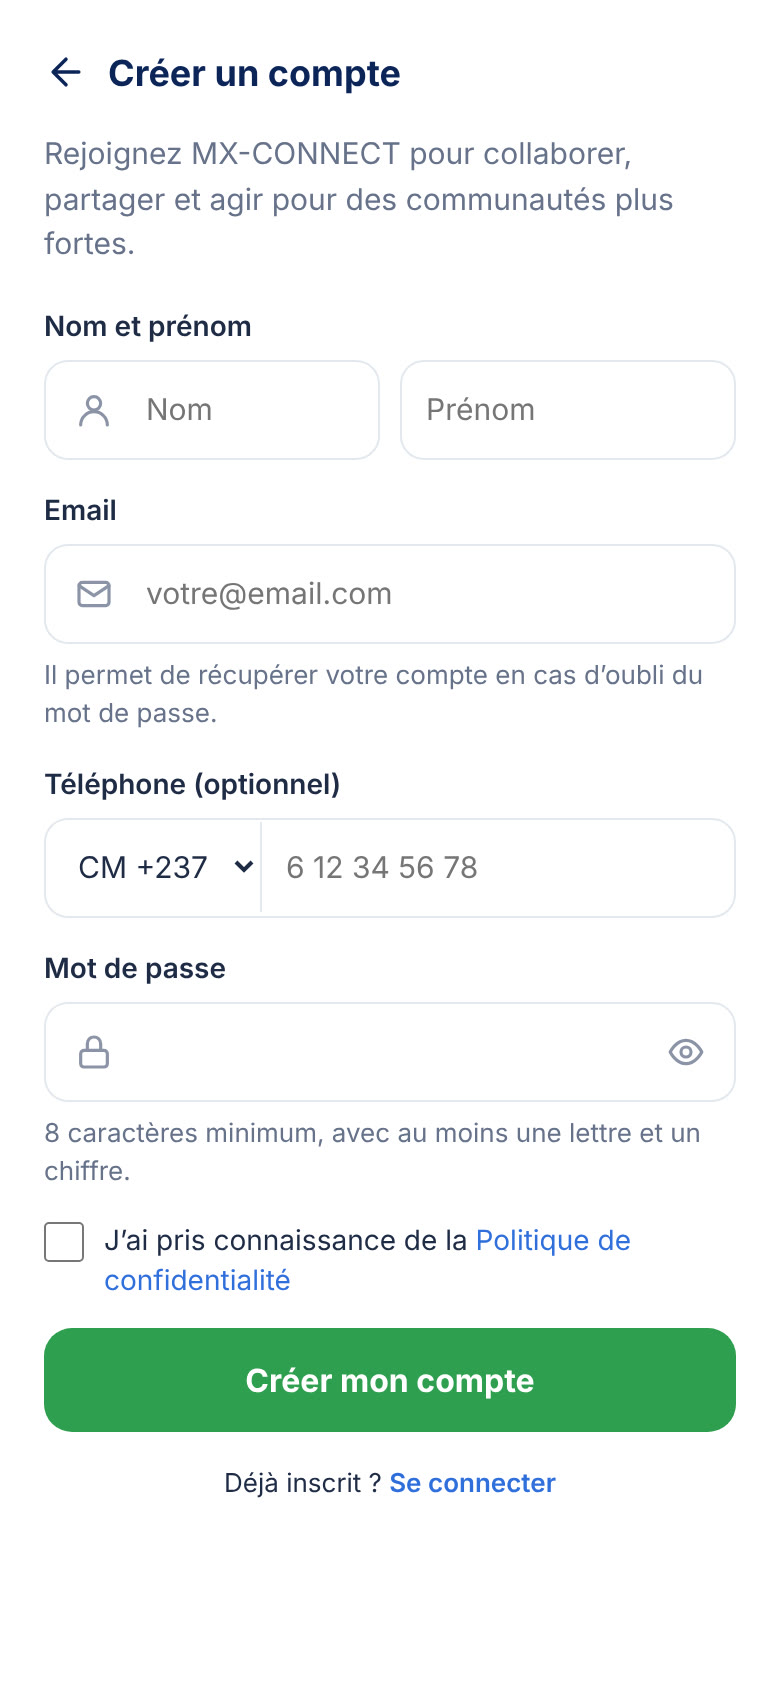 Créer un compte
Rejoignez MX-CONNECT pour collaborer,
partager et agir pour des communautés plus
fortes.
Nom et prénom
Nom Prénom
Email
votre@email.com
Il permet de récupérer votre compte en cas d’oubli du
mot de passe.
Téléphone (optionnel)
CM +237 6 12 34 56 78
Mot de passe
8 caractères minimum, avec au moins une lettre et un
chiffre.
J’ai pris connaissance de la Politique de
confidentialité
Créer mon compte
Déjà inscrit ? Se connecter